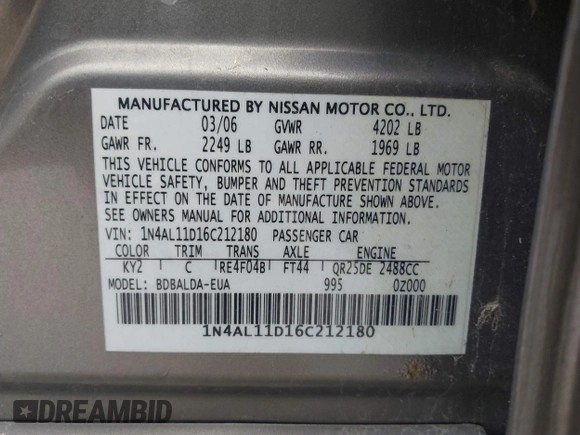 MANUFACTURED BY NISSAN MOTOR CO., LTD.
DATE 03/06 GVWR 4202 LB
GAWR FR. 2249 LB GAWR RR. 1969 LB
THIS VEHICLE CONFORMS TO ALL APPLICABLE FEDERAL MOTOR
VEHICLE SAFETY, BUMPER AND THEFT PREVENTION STANDARDS
IN EFFECT ON THE DATE OF MANUFACTURE SHOWN ABOVE.
SEE OWNERS MANUAL FOR ADDITIONAL INFORMATION.
VIN: 1N4AL11D16C212180 PASSENGER CAR
COLOR TRIM TRANS AXLE ENGINE
KY2 C RE4F04B FT44 QR25DE 2488CC
MODEL: BDBALDA-EUA 995 0Z000
1N4AL11D16C212180
DREAMBID